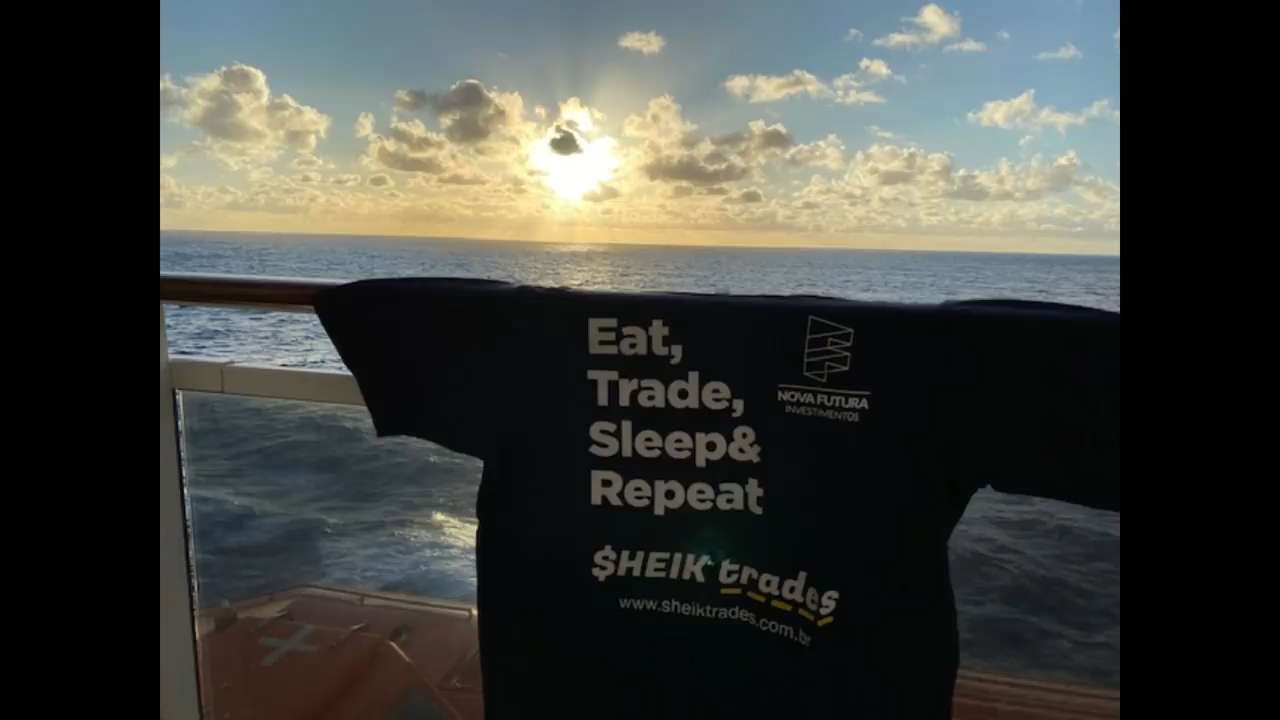 Eat,
Trade,
Sleep&
Repeat
NOVA FUTURA
INVESTIMENTOS
$HEIK trades
www.sheiktrades.com.br